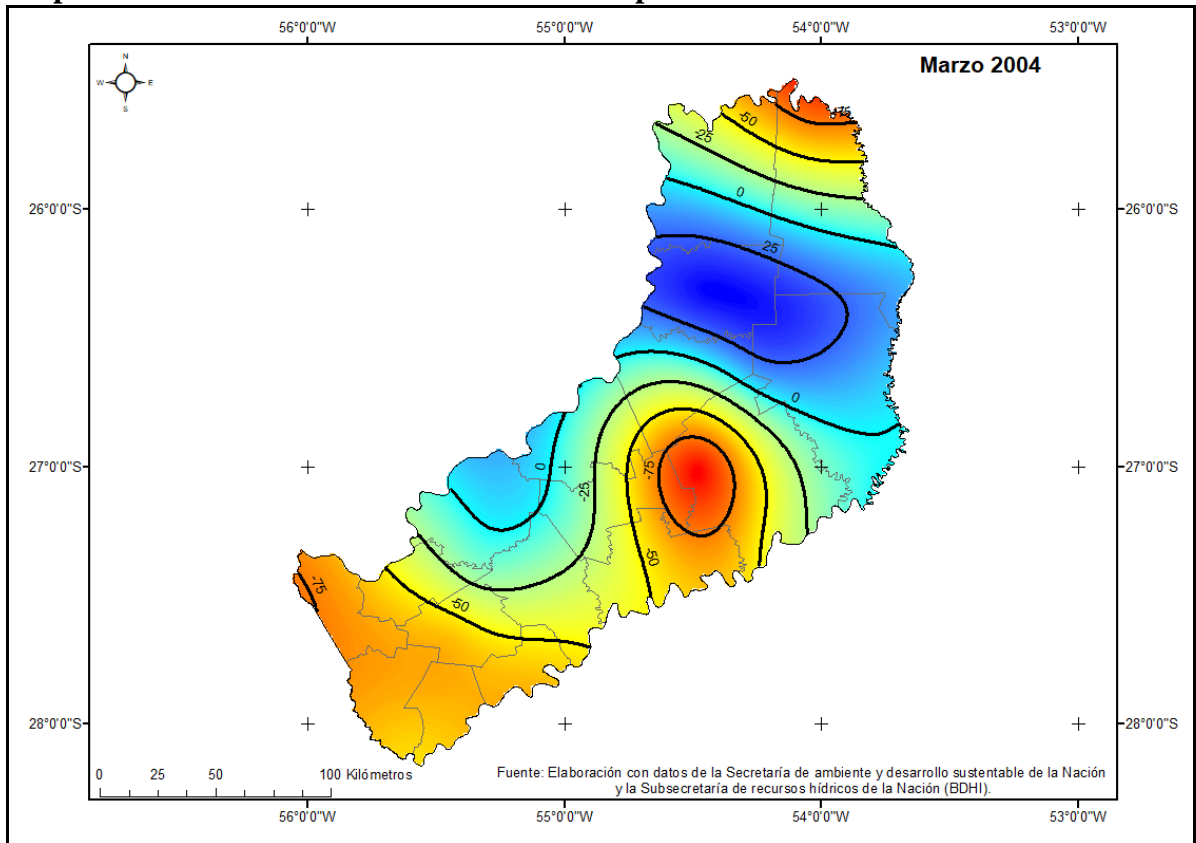 56°0'0"W 55°0'0"W 54°0'0"W 53°0'0"W
N
W E
S
Marzo 2004
-75
-50
-25
0
26°0'0"S 26°0'0"S
25
0
27°0'0"S 27°0'0"S
0
-75
-25
-50
-75
-50
28°0'0"S 28°0'0"S
0 25 50 100 Kilómetros
Fuente: Elaboración con datos de la Secretaría de ambiente y desarrollo sustentable de la Nación
y la Subsecretaría de recursos hídricos de la Nación (BDHI).
56°0'0"W 55°0'0"W 54°0'0"W 53°0'0"W